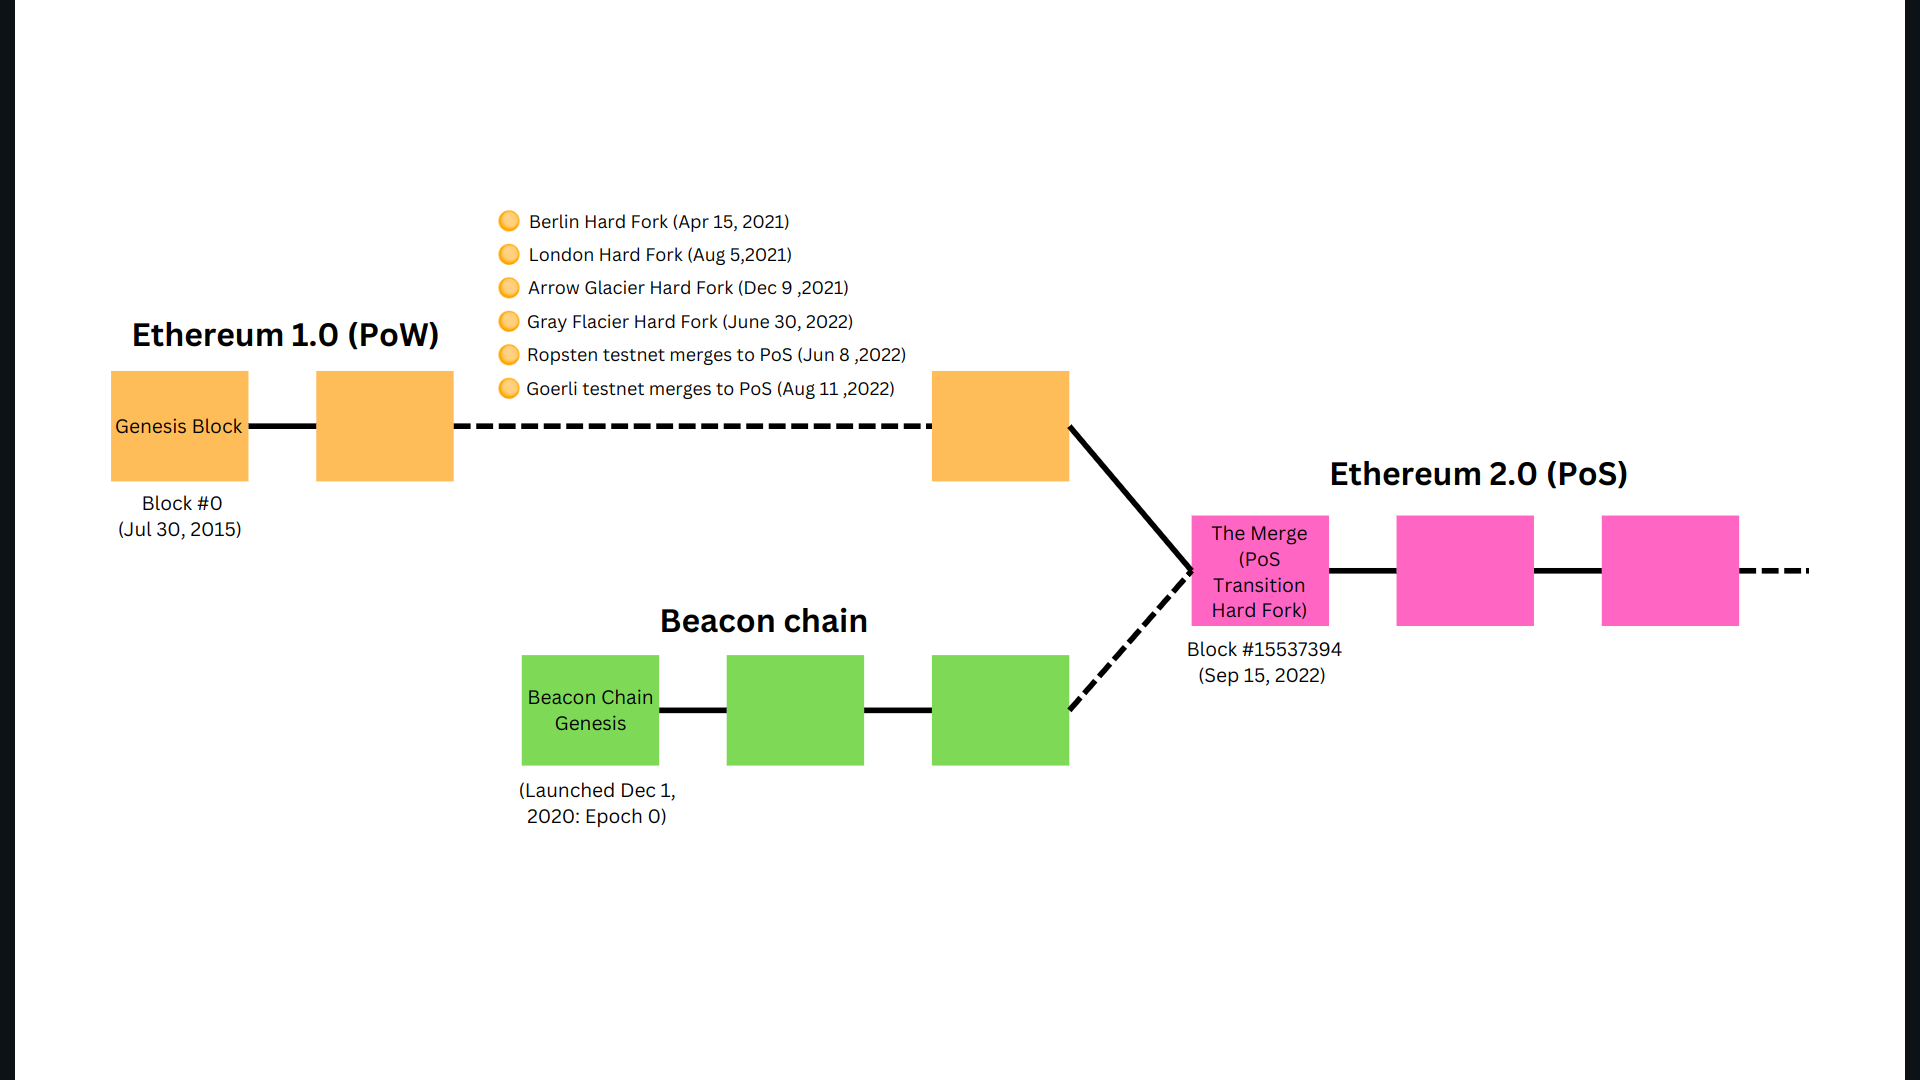 Berlin Hard Fork (Apr 15, 2021)
London Hard Fork (Aug 5,2021)
Arrow Glacier Hard Fork (Dec 9 ,2021)
Gray Flacier Hard Fork (June 30, 2022)
Ropsten testnet merges to PoS (Jun 8 ,2022)
Goerli testnet merges to PoS (Aug 11 ,2022)
Ethereum 1.0 (PoW)
Genesis Block
Block #0
(Jul 30, 2015)
Ethereum 2.0 (PoS)
The Merge
(PoS
Transition
Hard Fork)
Block #15537394
(Sep 15, 2022)
Beacon chain
Beacon Chain
Genesis
(Launched Dec 1,
2020: Epoch 0)